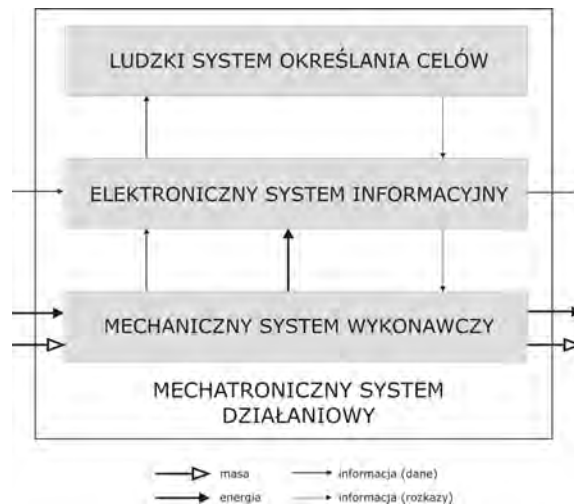 LUDZKI SYSTEM OKREŚLANIA CELÓW
ELEKTRONICZNY SYSTEM INFORMACYJNY
MECHANICZNY SYSTEM WYKONAWCZY
MECHATRONICZNY SYSTEM
DZIAŁANIOWY
masa
informacja (dane)
energia
informacja (rozkazy)